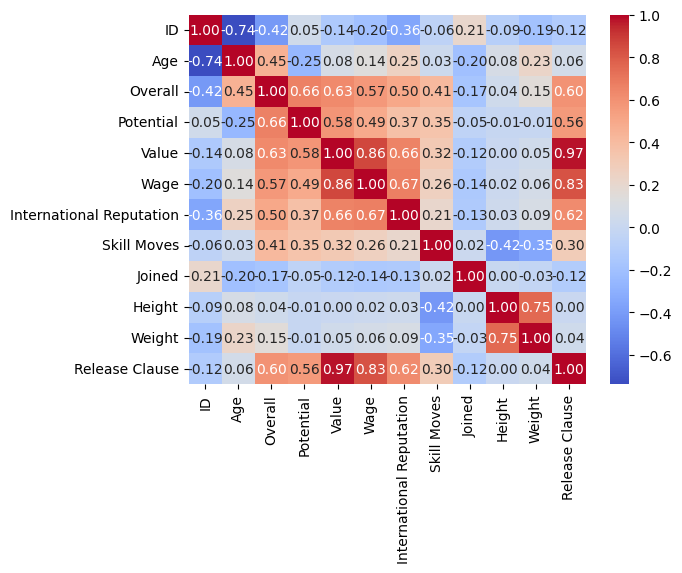 ID 1.00 -0.74 -0.42 0.05 -0.14 -0.20 -0.36 -0.06 0.21 -0.09 -0.19 -0.12
Age -0.74 1.00 0.45 -0.25 0.08 0.14 0.25 0.03 -0.20 0.08 0.23 0.06
Overall -0.42 0.45 1.00 0.66 0.63 0.57 0.50 0.41 -0.17 0.04 0.15 0.60
Potential 0.05 -0.25 0.66 1.00 0.58 0.49 0.37 0.35 -0.05 -0.01 -0.01 0.56
Value -0.14 0.08 0.63 0.58 1.00 0.86 0.66 0.32 -0.12 0.00 0.05 0.97
Wage -0.20 0.14 0.57 0.49 0.86 1.00 0.67 0.26 -0.14 0.02 0.06 0.83
International Reputation -0.36 0.25 0.50 0.37 0.66 0.67 1.00 0.21 -0.13 0.03 0.09 0.62
Skill Moves -0.06 0.03 0.41 0.35 0.32 0.26 0.21 1.00 0.02 -0.42 -0.35 0.30
Joined 0.21 -0.20 -0.17 -0.05 -0.12 -0.14 -0.13 0.02 1.00 0.00 -0.03 -0.12
Height -0.09 0.08 0.04 -0.01 0.00 0.02 0.03 -0.42 0.00 1.00 0.75 0.00
Weight -0.19 0.23 0.15 -0.01 0.05 0.06 0.09 -0.35 -0.03 0.75 1.00 0.04
Release Clause -0.12 0.06 0.60 0.56 0.97 0.83 0.62 0.30 -0.12 0.00 0.04 1.00
ID
Age
Overall
Potential
Value
Wage
International Reputation
Skill Moves
Joined
Height
Weight
Release Clause
1.0
0.8
0.6
0.4
0.2
0.0
−0.2
−0.4
−0.6